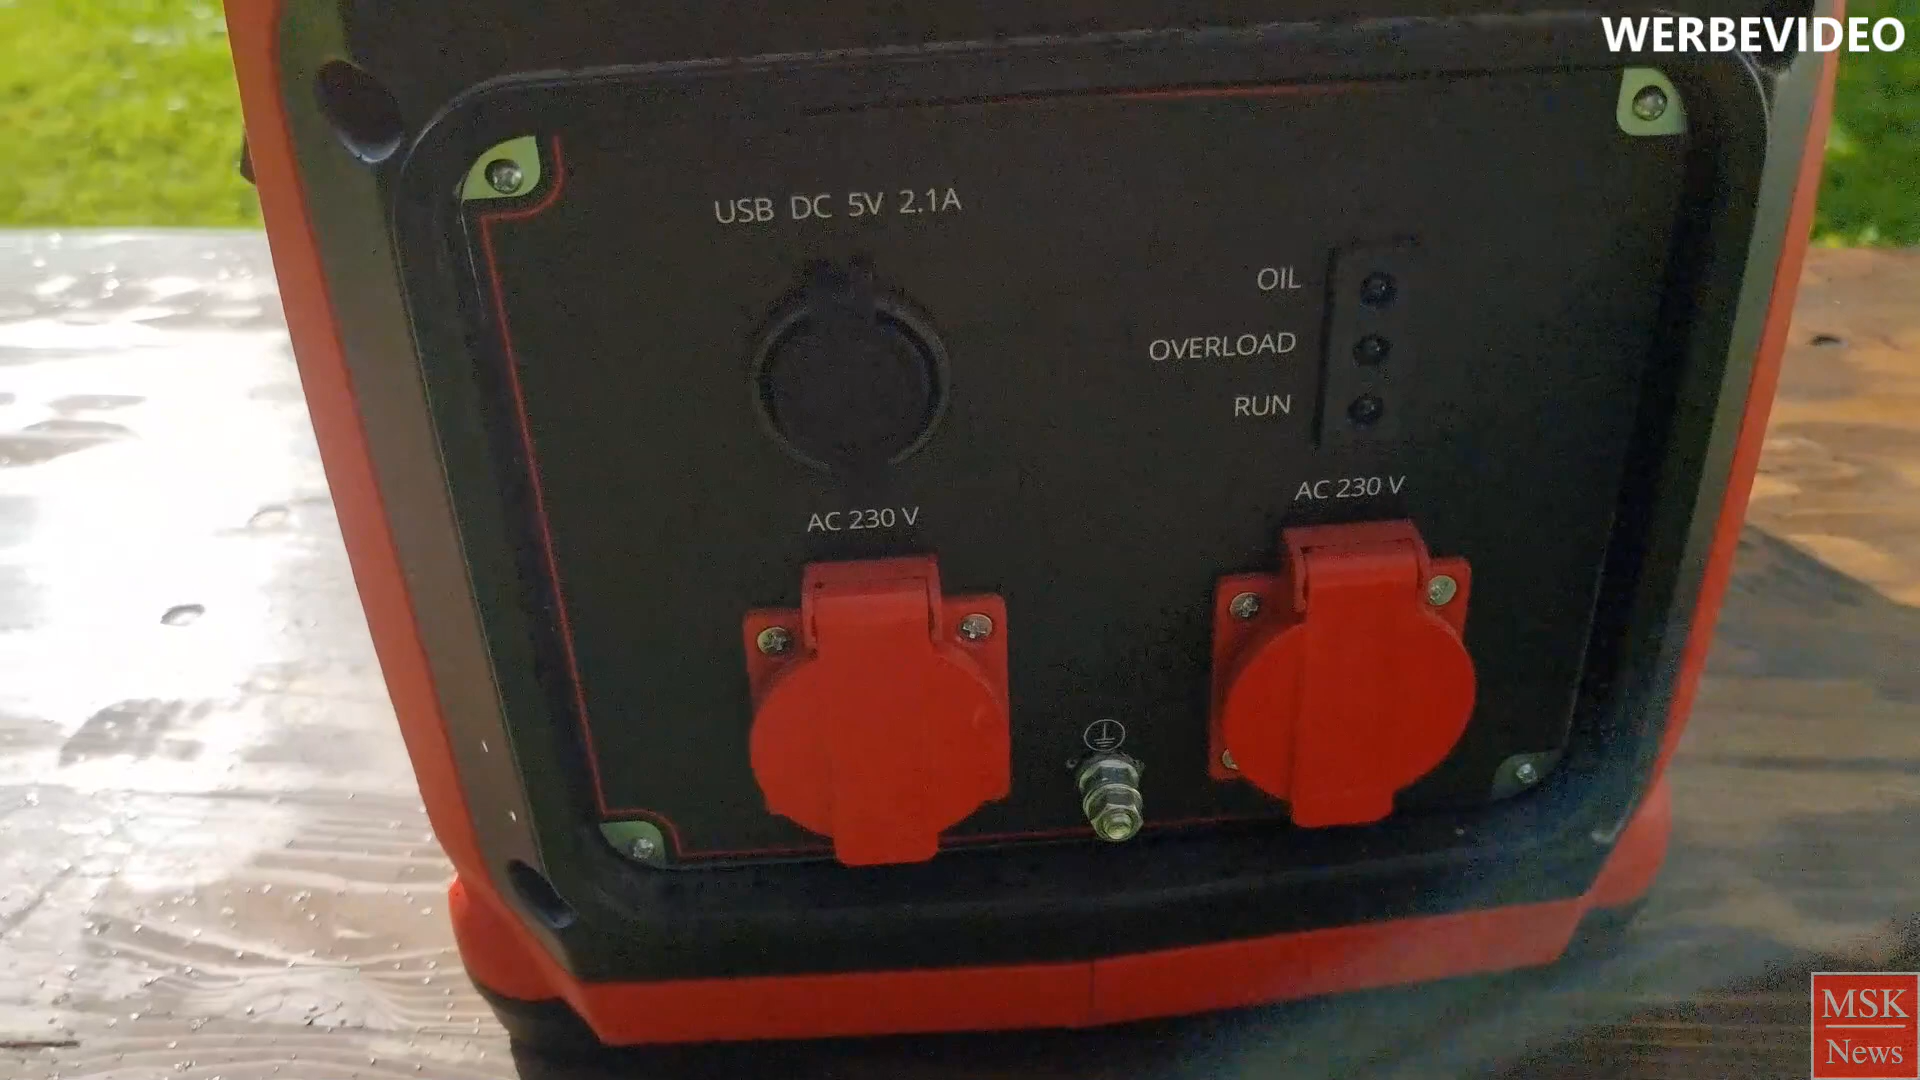 WERBEVIDEO
USB DC 5V 2.1A
OIL
OVERLOAD
RUN
AC 230 V
AC 230 V
MSK
News